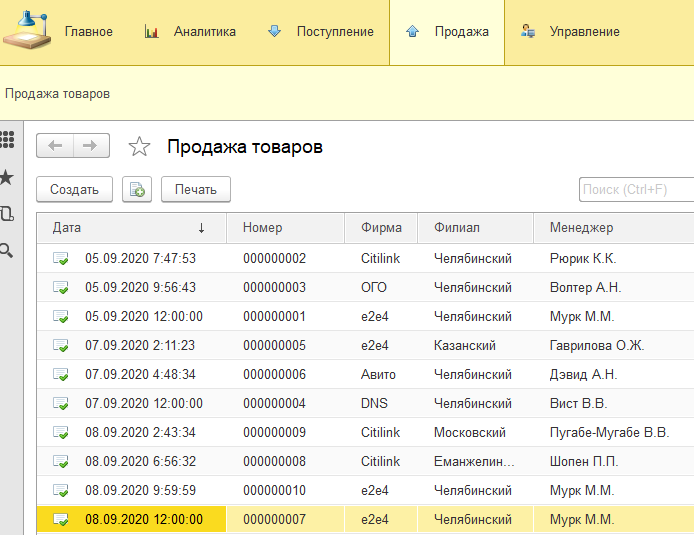 Главное Аналитика Поступление Продажа Управление
Продажа товаров
Продажа товаров
Создать Печать Поиск (Ctrl+F)
Дата ↓ Номер Фирма Филиал Менеджер
05.09.2020 7:47:53 000000002 Citilink Челябинский Рюрик К.К.
05.09.2020 9:56:43 000000003 ОГО Челябинский Волтер А.Н.
05.09.2020 12:00:00 000000001 e2e4 Челябинский Мурк М.М.
07.09.2020 2:11:23 000000005 e2e4 Казанский Гаврилова О.Ж.
07.09.2020 4:48:34 000000006 Авито Челябинский Дэвид А.Н.
07.09.2020 12:00:00 000000004 DNS Челябинский Вист В.В.
08.09.2020 2:43:34 000000009 Citilink Московский Пугабе-Мугабе В.В.
08.09.2020 6:56:32 000000008 Citilink Еманжелин... Шопен П.П.
08.09.2020 9:59:59 000000010 e2e4 Челябинский Мурк М.М.
08.09.2020 12:00:00 000000007 e2e4 Челябинский Мурк М.М.